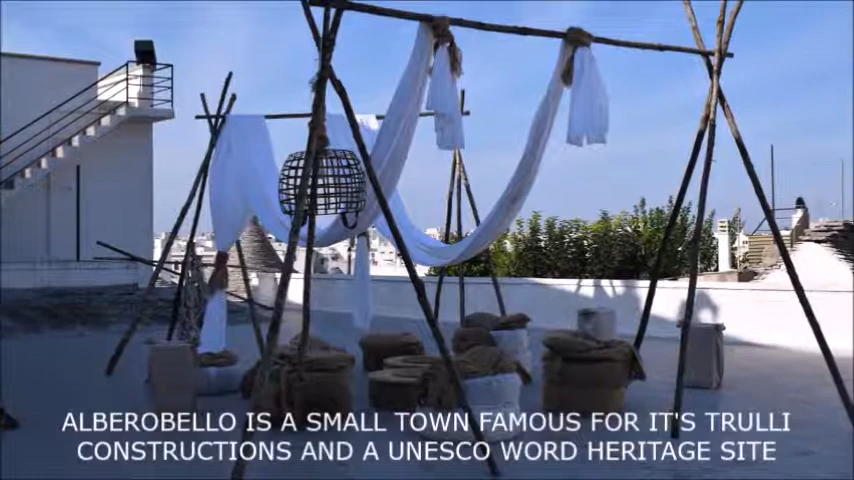 ALBEROBELLO IS A SMALL TOWN FAMOUS FOR IT'S TRULLI
CONSTRUCTIONS AND A UNESCO WORD HERITAGE SITE